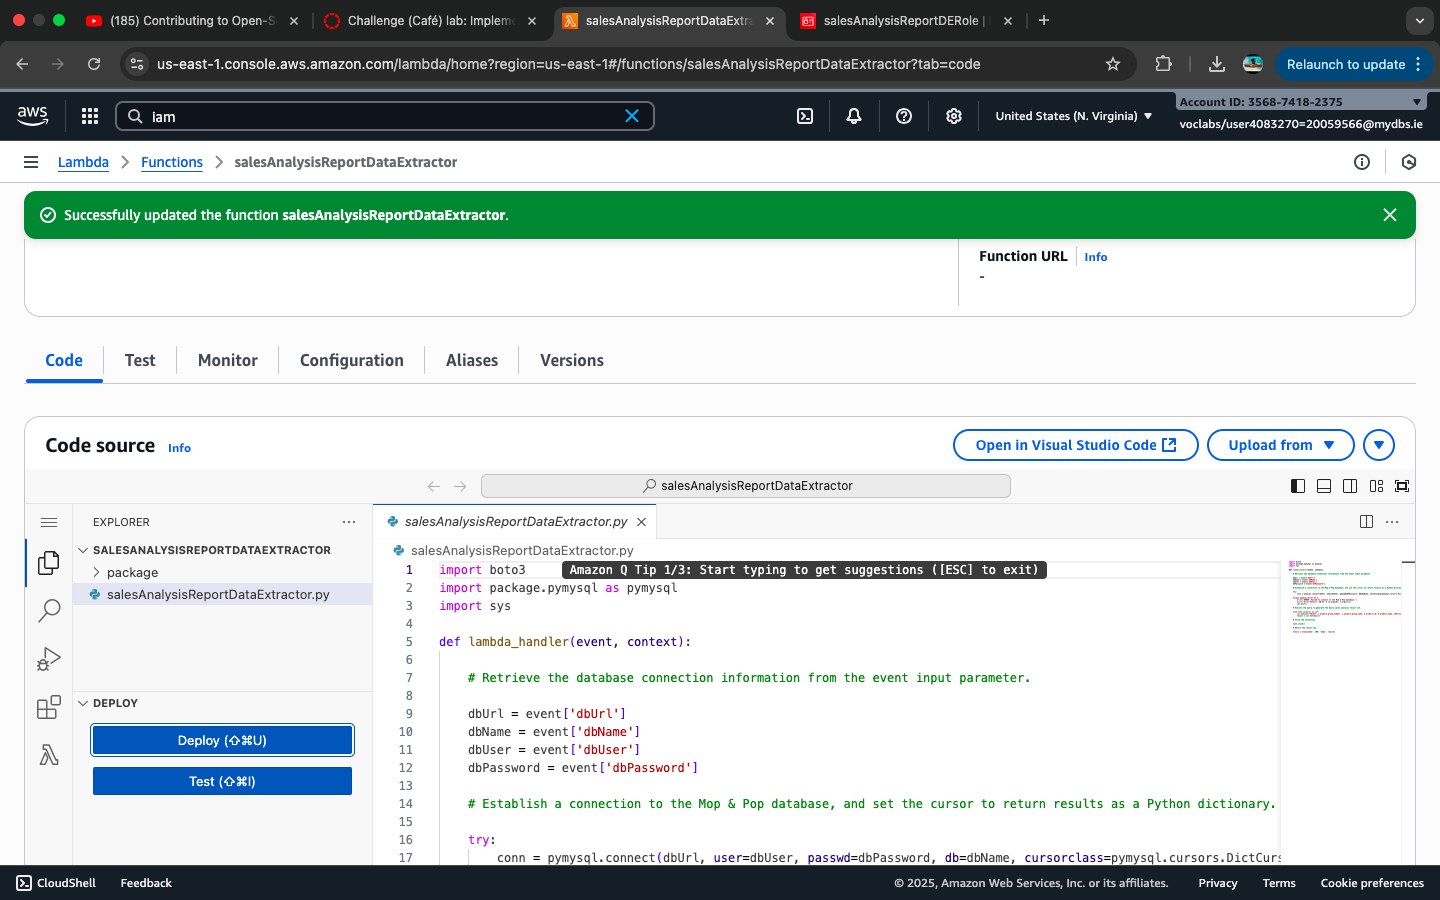 (185) Contributing to Open-S
Challenge (Café) lab: Implem
salesAnalysisReportDataExtra
salesAnalysisReportDERole |
us-east-1.console.aws.amazon.com/lambda/home?region=us-east-1#/functions/salesAnalysisReportDataExtractor?tab=code
Relaunch to update
aws
iam
United States (N. Virginia)
Account ID: 3568-7418-2375
voclabs/user4083270=20059566@mydbs.ie
Lambda
Functions
salesAnalysisReportDataExtractor
Successfully updated the function salesAnalysisReportDataExtractor.
Function URL
Info
-
Code
Test
Monitor
Configuration
Aliases
Versions
Code source
Info
Open in Visual Studio Code
Upload from
salesAnalysisReportDataExtractor
EXPLORER
SALESANALYSISREPORTDATAEXTRACTOR
package
salesAnalysisReportDataExtractor.py
DEPLOY
Deploy (⇧⌘U)
Test (⇧⌘I)
salesAnalysisReportDataExtractor.py
salesAnalysisReportDataExtractor.py
1 import boto3 Amazon Q Tip 1/3: Start typing to get suggestions ([ESC] to exit)
2 import package.pymysql as pymysql
3 import sys
4
5 def lambda_handler(event, context):
6
7 # Retrieve the database connection information from the event input parameter.
8
9 dbUrl = event['dbUrl']
10 dbName = event['dbName']
11 dbUser = event['dbUser']
12 dbPassword = event['dbPassword']
13
14 # Establish a connection to the Mop & Pop database, and set the cursor to return results as a Python dictionary.
15
16 try:
17 conn = pymysql.connect(dbUrl, user=dbUser, passwd=dbPassword, db=dbName, cursorclass=pymysql.cursors.DictCurs
CloudShell
Feedback
© 2025, Amazon Web Services, Inc. or its affiliates.
Privacy
Terms
Cookie preferences